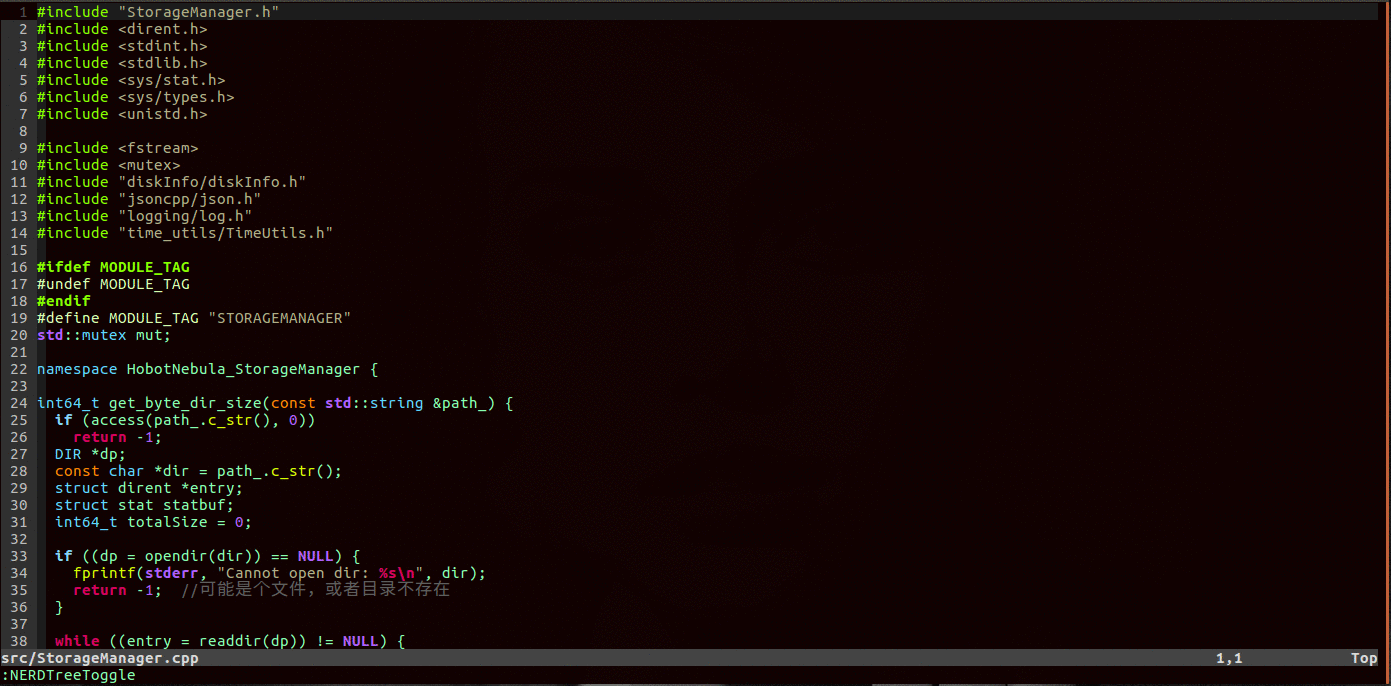 1 #include "StorageManager.h"
2 #include <dirent.h>
3 #include <stdint.h>
4 #include <stdlib.h>
5 #include <sys/stat.h>
6 #include <sys/types.h>
7 #include <unistd.h>
8
9 #include <fstream>
10 #include <mutex>
11 #include "diskInfo/diskInfo.h"
12 #include "jsoncpp/json.h"
13 #include "logging/log.h"
14 #include "time_utils/TimeUtils.h"
15
16 #ifdef MODULE_TAG
17 #undef MODULE_TAG
18 #endif
19 #define MODULE_TAG "STORAGEMANAGER"
20 std::mutex mut;
21
22 namespace HobotNebula_StorageManager {
23
24 int64_t get_byte_dir_size(const std::string &path_) {
25   if (access(path_.c_str(), 0))
26     return -1;
27   DIR *dp;
28   const char *dir = path_.c_str();
29   struct dirent *entry;
30   struct stat statbuf;
31   int64_t totalSize = 0;
32
33   if ((dp = opendir(dir)) == NULL) {
34     fprintf(stderr, "Cannot open dir: %s\n", dir);
35     return -1;  //可能是个文件，或者目录不存在
36   }
37
38   while ((entry = readdir(dp)) != NULL) {
src/StorageManager.cpp 1,1 Top
:NERDTreeToggle